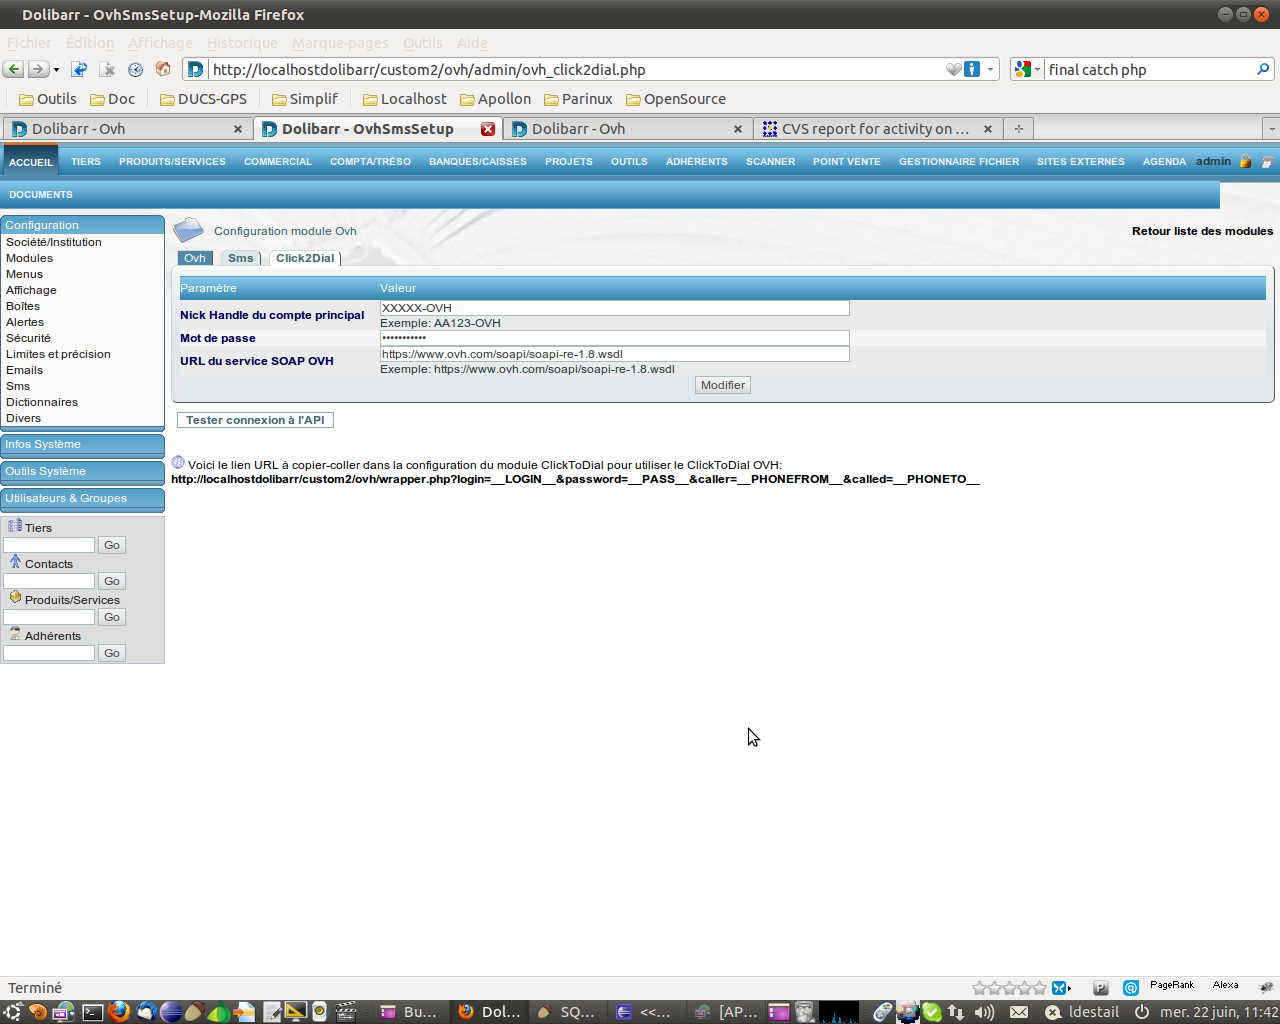 Dolibarr - OvhSmsSetup-Mozilla Firefox
Fichier Édition Affichage Historique Marque-pages Outils Aide
http://localhostdolibarr/custom2/ovh/admin/ovh_click2dial.php
final catch php
Outils Doc DUCS-GPS Simplif Localhost Apollon Parinux OpenSource
Dolibarr - Ovh
Dolibarr - OvhSmsSetup
Dolibarr - Ovh
CVS report for activity on ...
ACCUEIL TIERS PRODUITS/SERVICES COMMERCIAL COMPTA/TRÉSO BANQUES/CAISSES PROJETS OUTILS ADHÉRENTS SCANNER POINT VENTE GESTIONNAIRE FICHIER SITES EXTERNES AGENDA admin
DOCUMENTS
Configuration
Société/Institution
Modules
Menus
Affichage
Boîtes
Alertes
Sécurité
Limites et précision
Emails
Sms
Dictionnaires
Divers
Infos Système
Outils Système
Utilisateurs & Groupes
Tiers
Go
Contacts
Go
Produits/Services
Go
Adhérents
Go
Configuration module Ovh
Retour liste des modules
Ovh Sms Click2Dial
Paramètre Valeur
Nick Handle du compte principal XXXXX-OVH
Exemple: AA123-OVH
Mot de passe •••••••••••
URL du service SOAP OVH https://www.ovh.com/soapi/soapi-re-1.8.wsdl
Exemple: https://www.ovh.com/soapi/soapi-re-1.8.wsdl
Modifier
Tester connexion à l'API
Voici le lien URL à copier-coller dans la configuration du module ClickToDial pour utiliser le ClickToDial OVH:
http://localhostdolibarr/custom2/ovh/wrapper.php?login=__LOGIN__&password=__PASS__&caller=__PHONEFROM__&called=__PHONETO__
Terminé
PageRank Alexa
Bu... Dol... SQ... <<... [AP... ldestail mer. 22 juin, 11:42